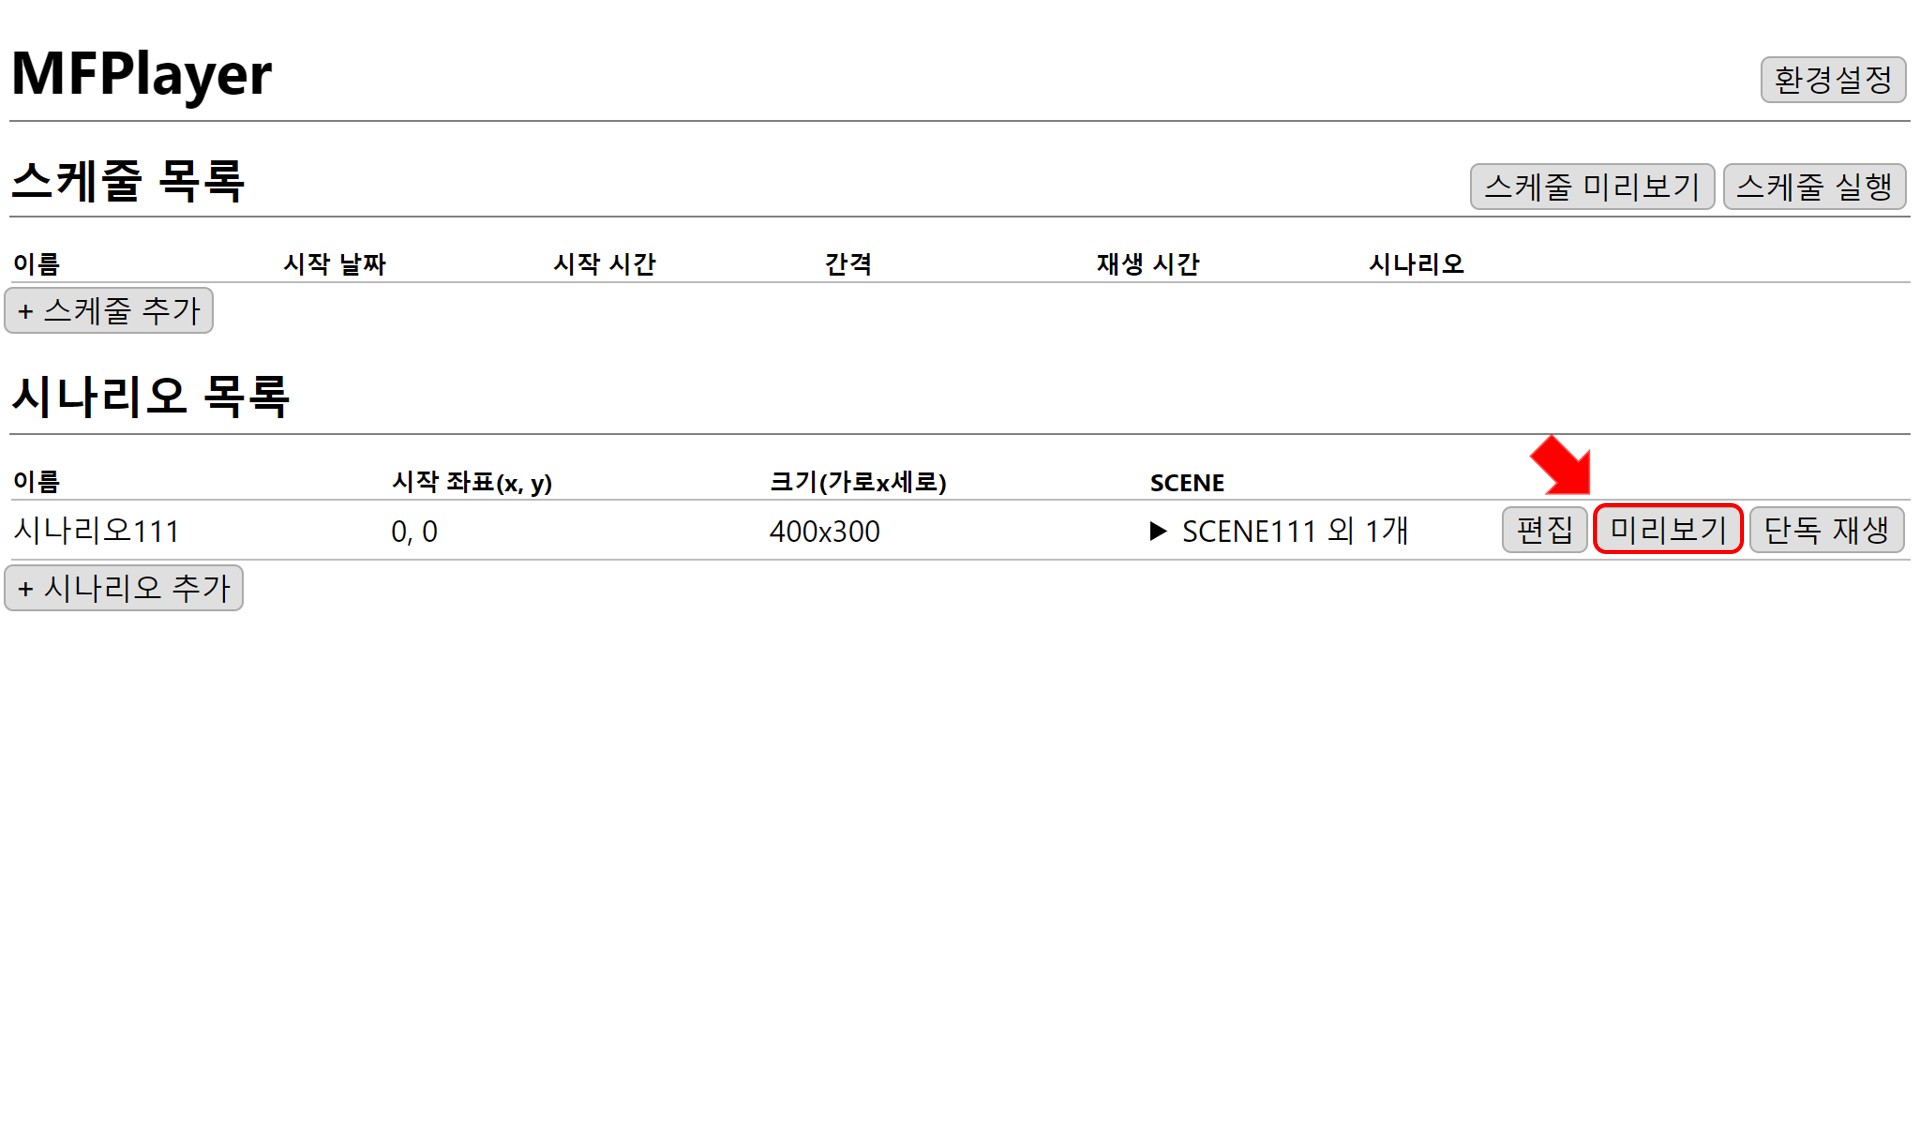 MFPlayer 환경설정
스케줄 목록 스케줄 미리보기 스케줄 실행
이름 시작 날짜 시작 시간 간격 재생 시간 시나리오
+ 스케줄 추가
시나리오 목록
이름 시작 좌표(x, y) 크기(가로x세로) SCENE
시나리오111 0, 0 400x300 ▶ SCENE111 외 1개 편집 미리보기 단독 재생
+ 시나리오 추가